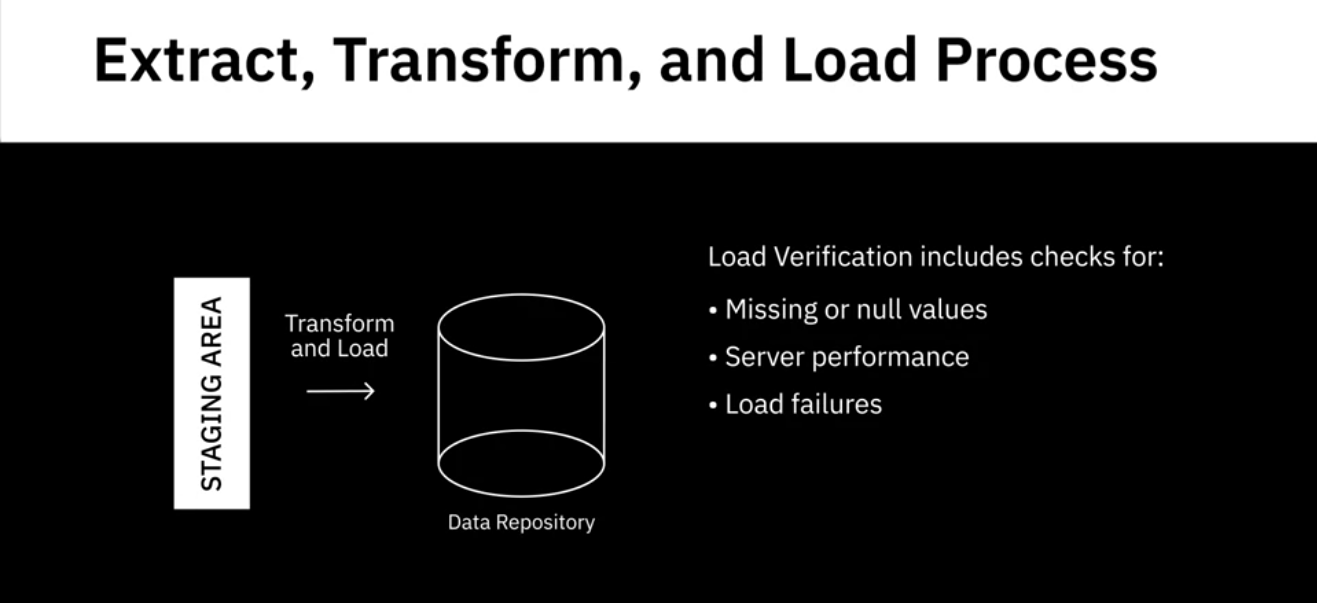 Extract, Transform, and Load Process
STAGING AREA
Transform
and Load
Data Repository
Load Verification includes checks for:
• Missing or null values
• Server performance
• Load failures